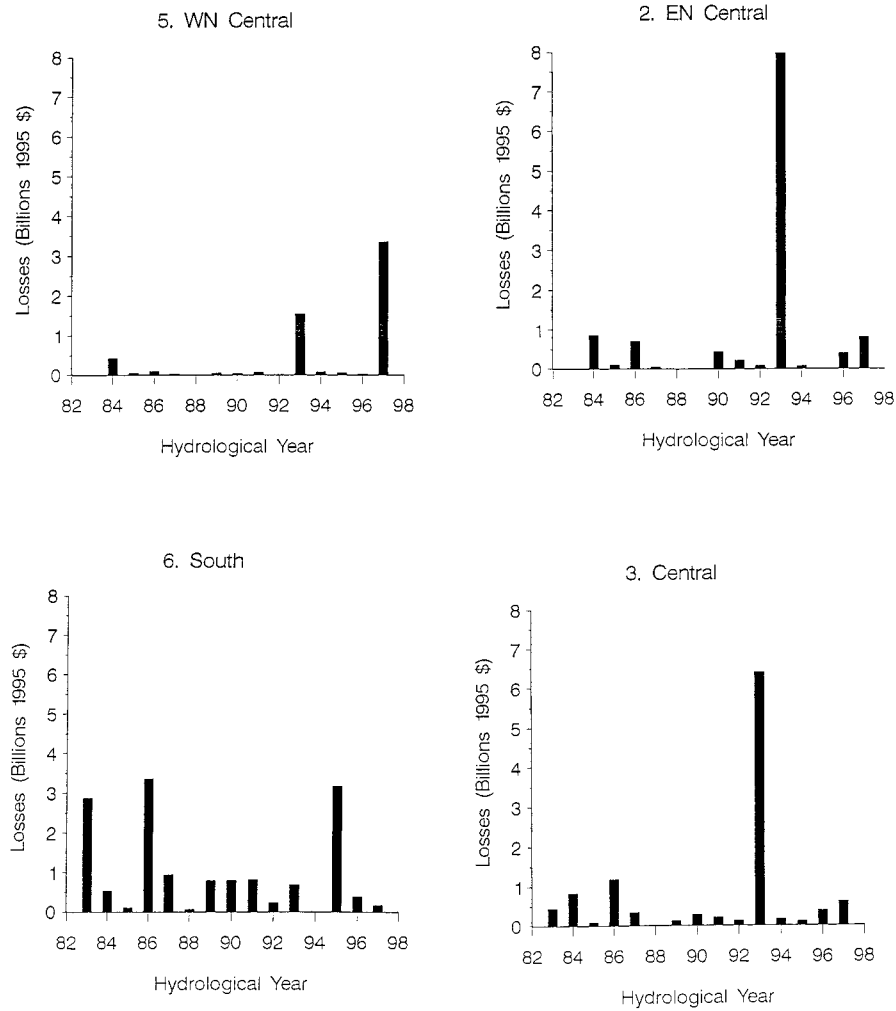 5. WN Central
8
7
6
5
4
3
2
1
0
Losses (Billions 1995 $)
82 84 86 88 90 92 94 96 98
Hydrological Year
2. EN Central
8
7
6
5
4
3
2
1
0
Losses (Billions 1995 $)
82 84 86 88 90 92 94 96 98
Hydrological Year
6. South
8
7
6
5
4
3
2
1
0
Losses (Billions 1995 $)
82 84 86 88 90 92 94 96 98
Hydrological Year
3. Central
8
7
6
5
4
3
2
1
0
Losses (Billions 1995 $)
82 84 86 88 90 92 94 96 98
Hydrological Year